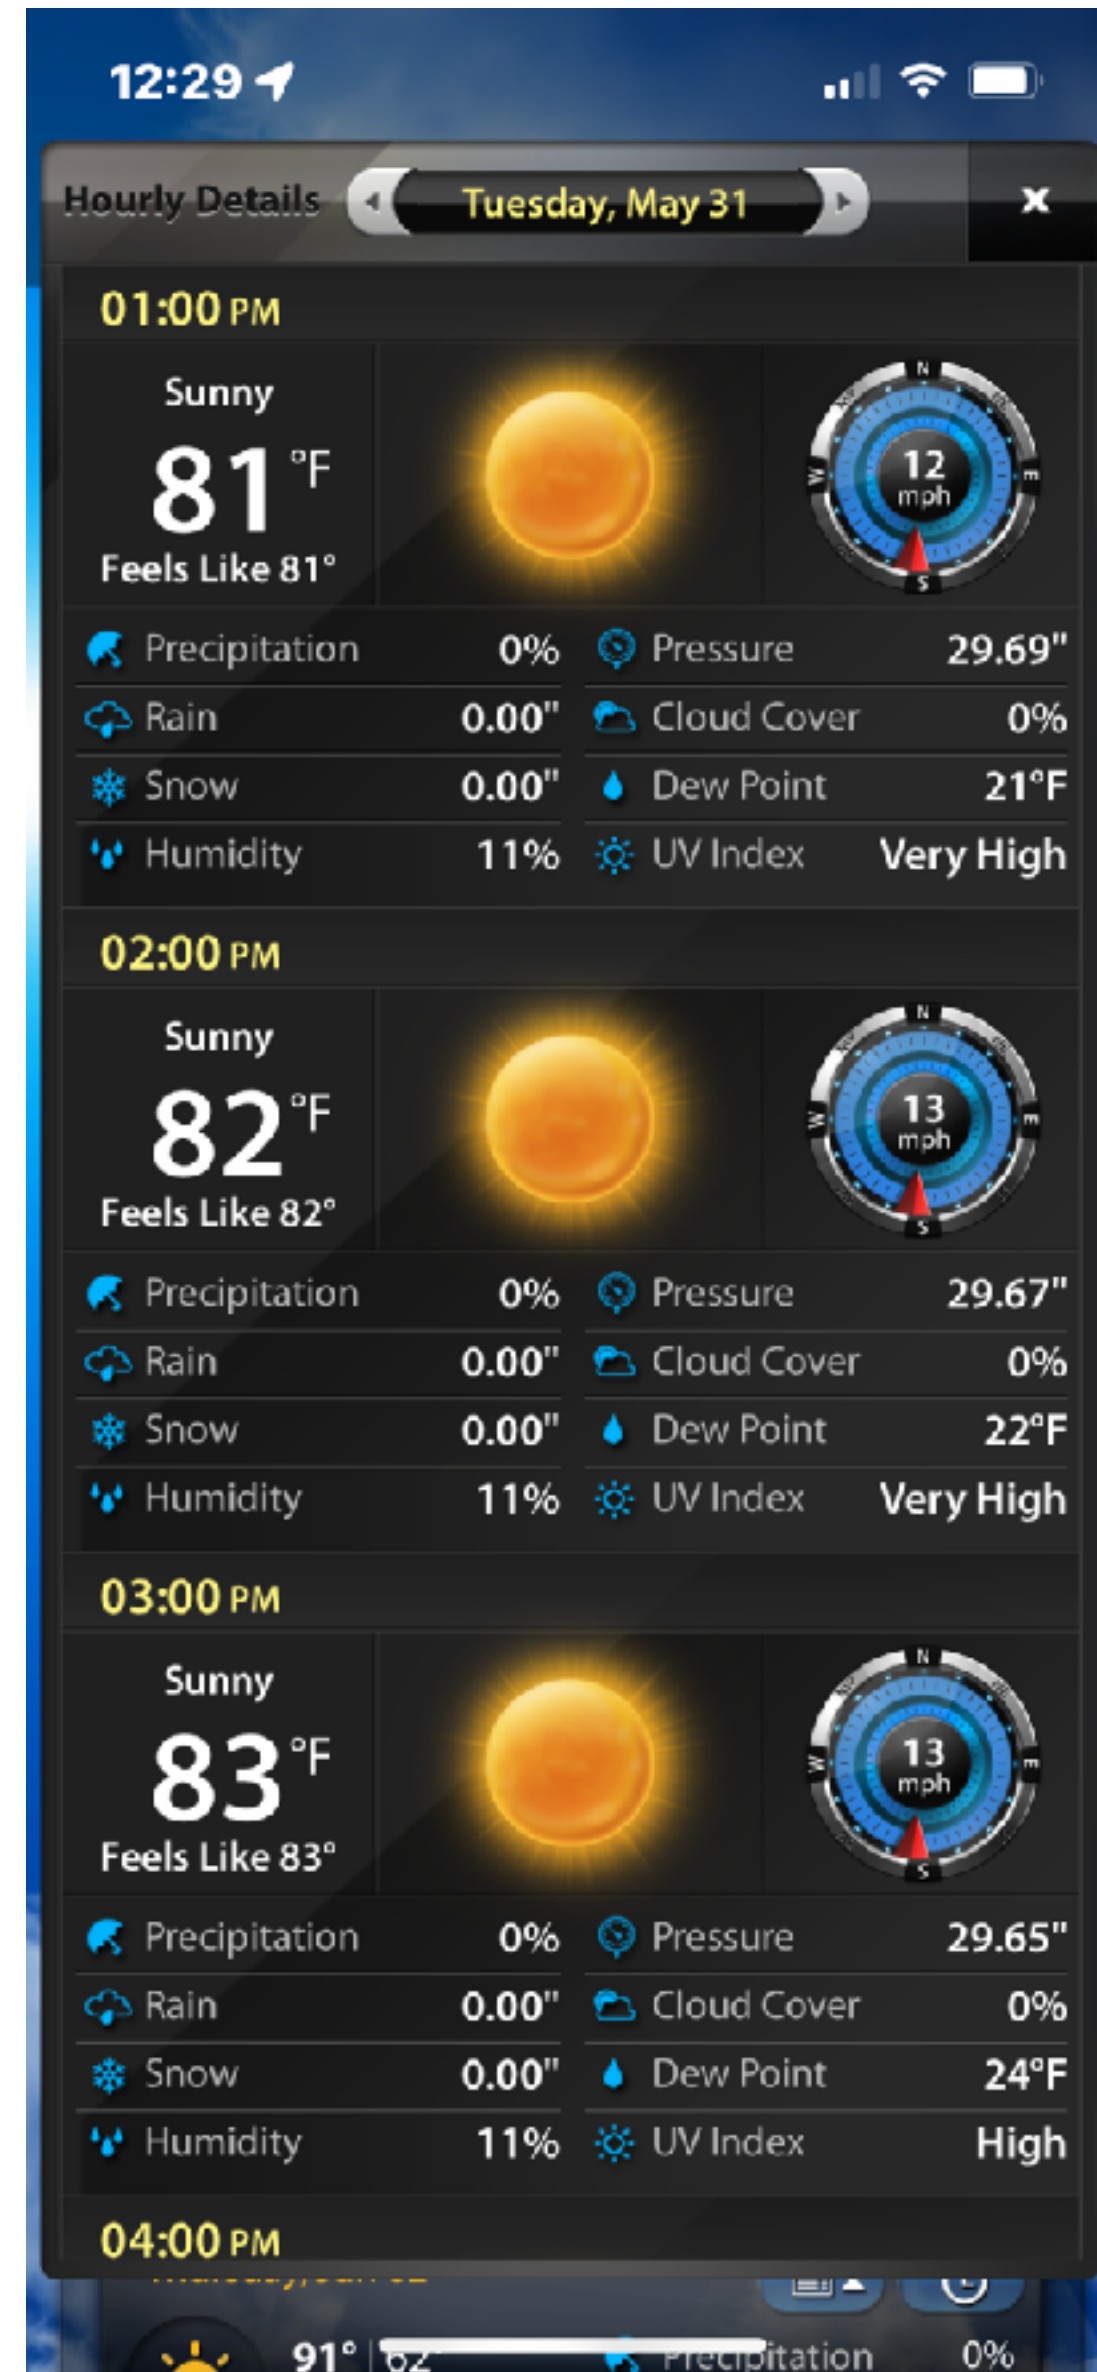 12:29
Hourly Details Tuesday, May 31 x
01:00 PM
Sunny
81°F
Feels Like 81°
N
W E
S
12
mph
Precipitation 0% Pressure 29.69"
Rain 0.00" Cloud Cover 0%
Snow 0.00" Dew Point 21°F
Humidity 11% UV Index Very High
02:00 PM
Sunny
82°F
Feels Like 82°
N
W E
S
13
mph
Precipitation 0% Pressure 29.67"
Rain 0.00" Cloud Cover 0%
Snow 0.00" Dew Point 22°F
Humidity 11% UV Index Very High
03:00 PM
Sunny
83°F
Feels Like 83°
N
W E
S
13
mph
Precipitation 0% Pressure 29.65"
Rain 0.00" Cloud Cover 0%
Snow 0.00" Dew Point 24°F
Humidity 11% UV Index High
04:00 PM
91° 62° Precipitation 0%